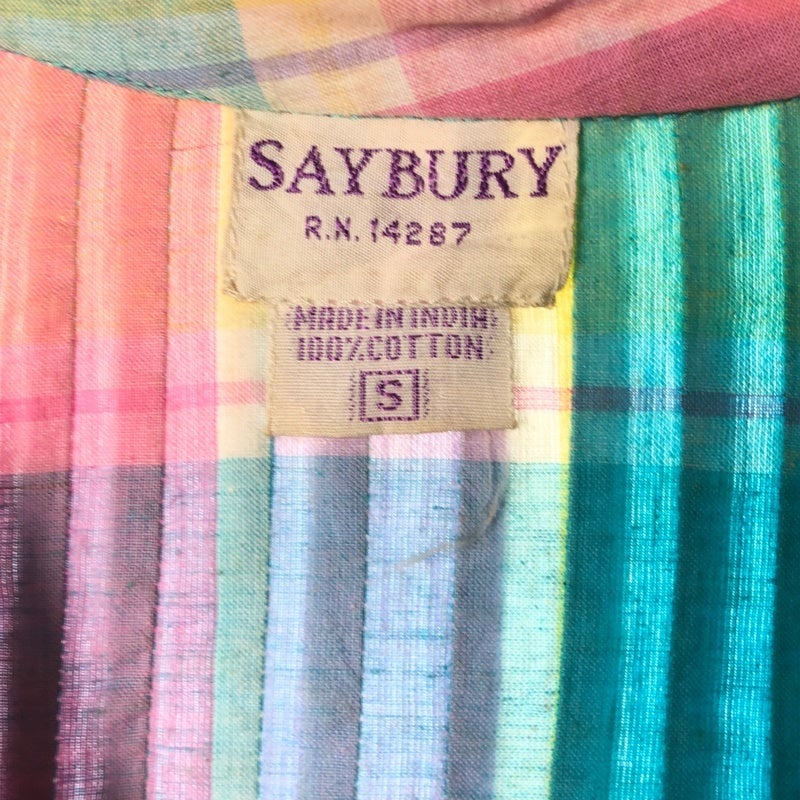 SAYBURY
R.N. 14287
MADE IN INDIA
100% COTTON
S